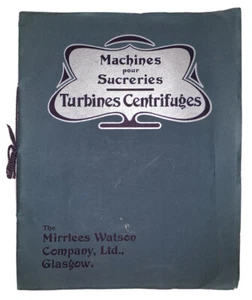 Machines
pour
Sucreries
Turbines Centrifuges
The
Mirrlees Watson
Company, Ltd.,
Glasgow.